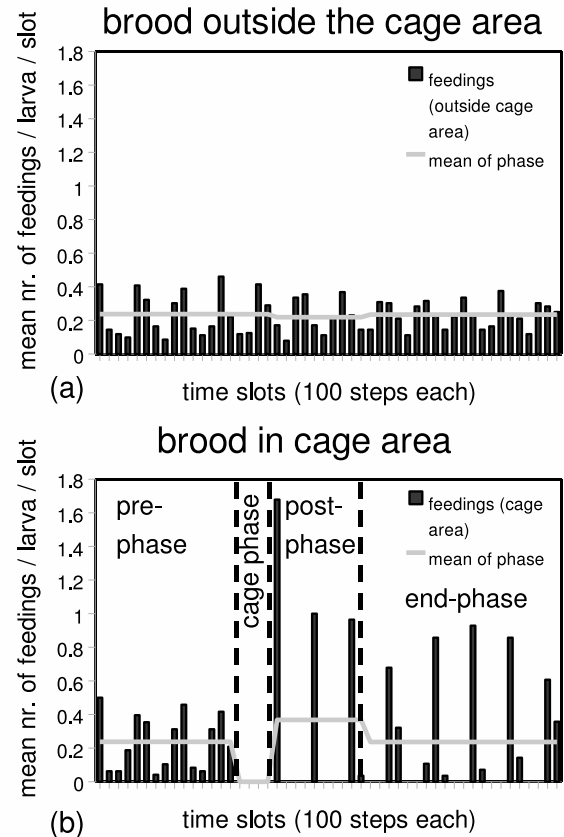 brood outside the cage area
mean nr. of feedings / larva / slot
1.8
1.6
1.4
1.2
1
0.8
0.6
0.4
0.2
0
feedings
(outside cage
area)
mean of phase
(a)
time slots (100 steps each)
brood in cage area
mean nr. of feedings / larva / slot
1.8
1.6
1.4
1.2
1
0.8
0.6
0.4
0.2
0
pre-
phase
cage phase
post-
phase
feedings (cage
area)
mean of phase
end-phase
(b)
time slots (100 steps each)